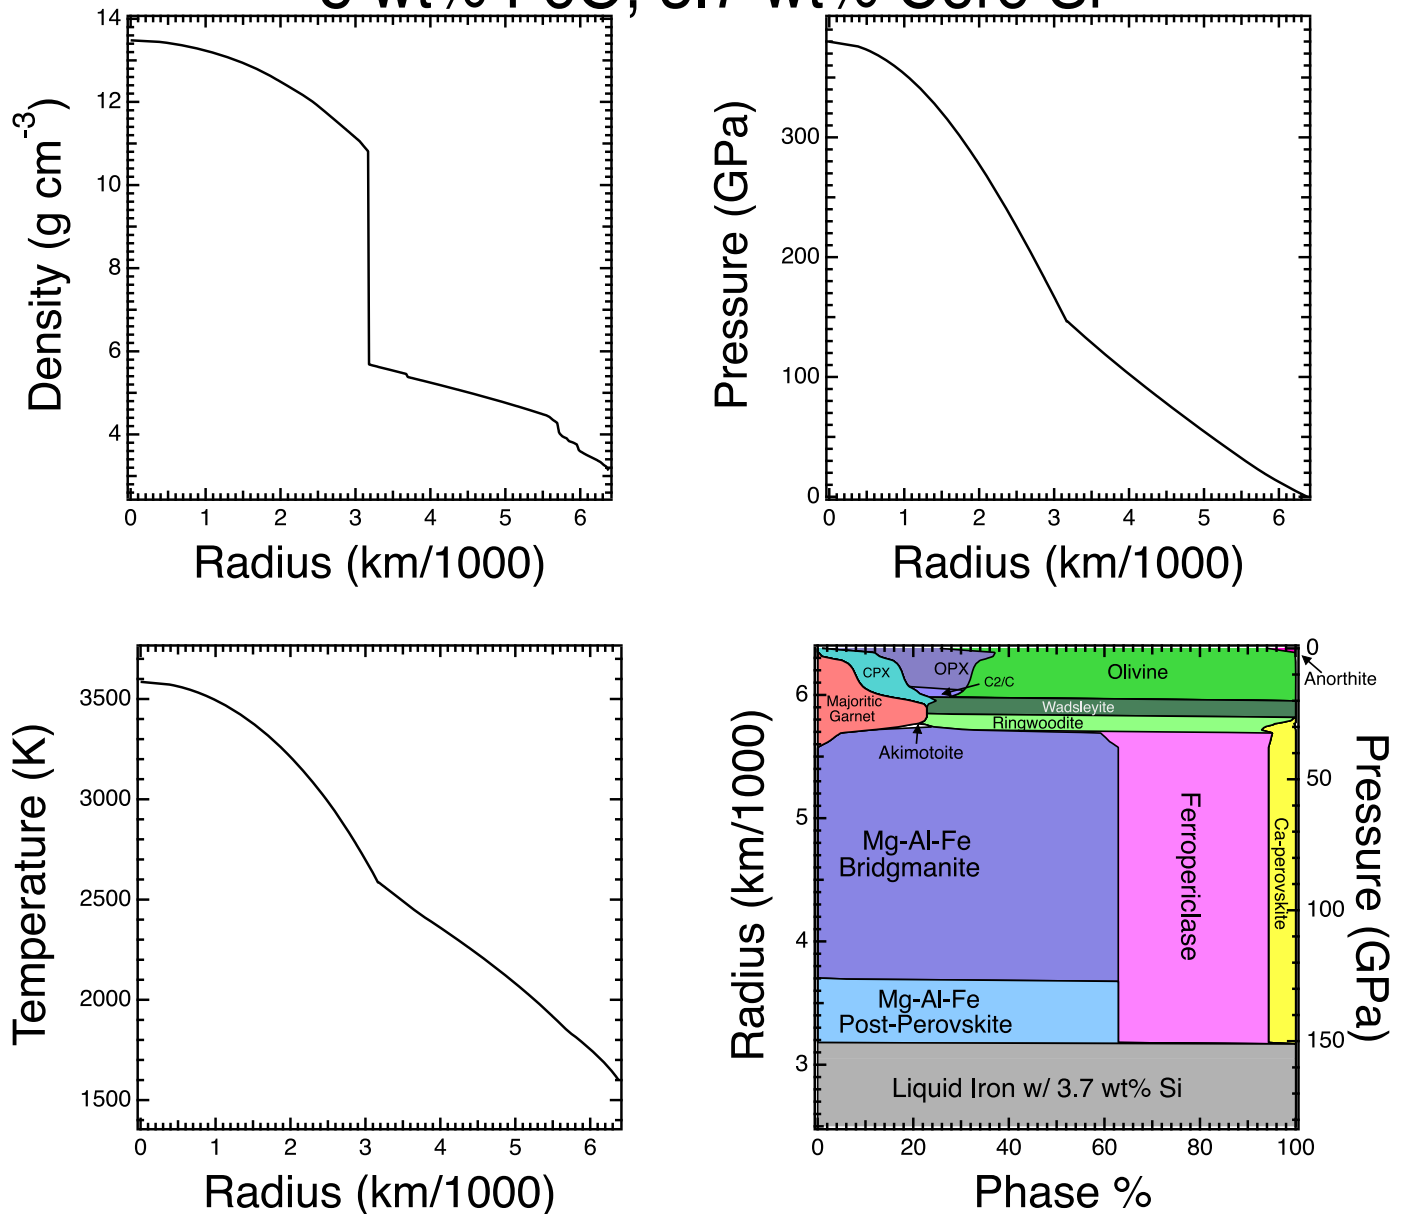 14
12
10
8
6
4
Density (g cm-3)
0 1 2 3 4 5 6
Radius (km/1000)
300
200
100
0
Pressure (GPa)
0 1 2 3 4 5 6
Radius (km/1000)
3500
3000
2500
2000
1500
Temperature (K)
0 1 2 3 4 5 6
Radius (km/1000)
6
5
4
3
Radius (km/1000)
CPX
OPX
C2/C
Olivine
Anorthite
Majoritic
Garnet
Wadsleyite
Ringwoodite
Akimotoite
Mg-Al-Fe
Bridgmanite
Ferropericlase
Ca-perovskite
Mg-Al-Fe
Post-Perovskite
Liquid Iron w/ 3.7 wt% Si
0
50
100
150
Pressure (GPa)
0 20 40 60 80 100
Phase %